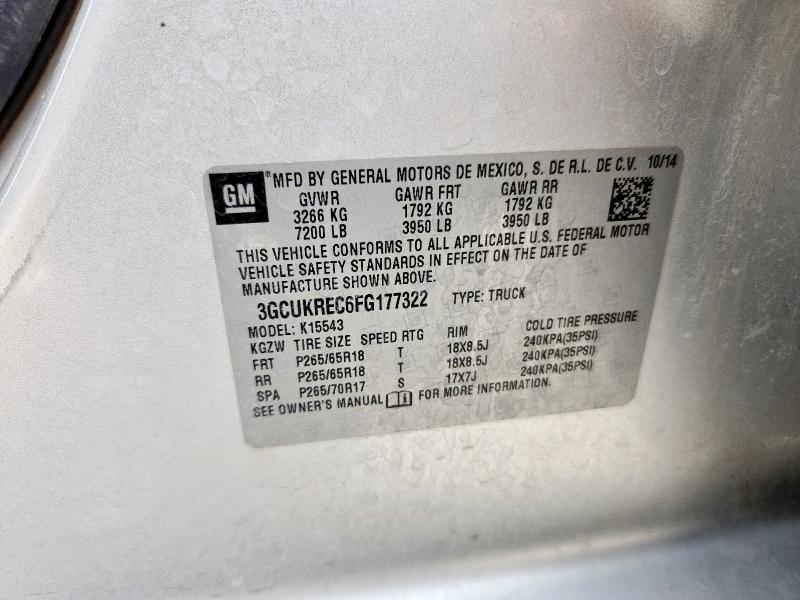 GM ®MFD BY GENERAL MOTORS DE MEXICO, S. DE R.L. DE C.V. 10/14
GVWR GAWR FRT GAWR RR
3266 KG 1792 KG 1792 KG
7200 LB 3950 LB 3950 LB
THIS VEHICLE CONFORMS TO ALL APPLICABLE U.S. FEDERAL MOTOR
VEHICLE SAFETY STANDARDS IN EFFECT ON THE DATE OF
MANUFACTURE SHOWN ABOVE.
3GCUKREC6FG177322 TYPE: TRUCK
MODEL: K15543
KGZW TIRE SIZE SPEED RTG RIM COLD TIRE PRESSURE
FRT P265/65R18 T 18X8.5J 240KPA(35PSI)
RR P265/65R18 T 18X8.5J 240KPA(35PSI)
SPA P265/70R17 S 17X7J 240KPA(35PSI)
SEE OWNER'S MANUAL FOR MORE INFORMATION.